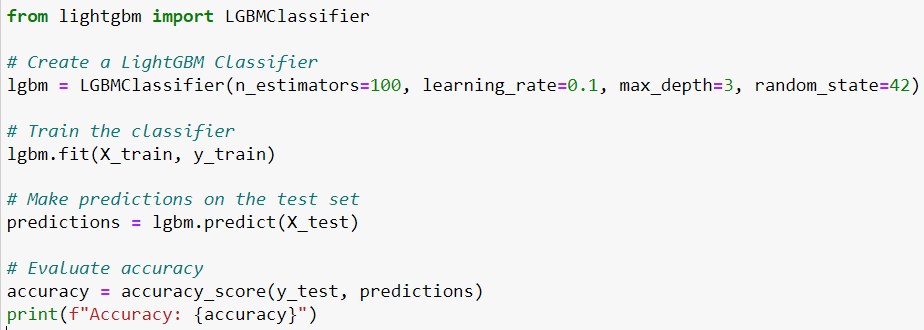 from lightgbm import LGBMClassifier
# Create a LightGBM Classifier
lgbm = LGBMClassifier(n_estimators=100, learning_rate=0.1, max_depth=3, random_state=42)
# Train the classifier
lgbm.fit(X_train, y_train)
# Make predictions on the test set
predictions = lgbm.predict(X_test)
# Evaluate accuracy
accuracy = accuracy_score(y_test, predictions)
print(f"Accuracy: {accuracy}")